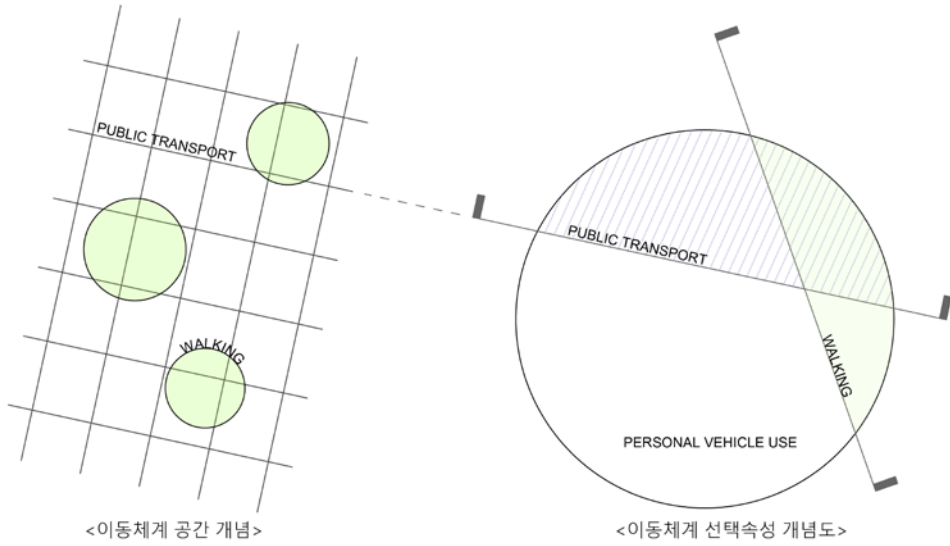 PUBLIC TRANSPORT
WALKING
<이동체계 공간 개념>
PUBLIC TRANSPORT
WALKING
PERSONAL VEHICLE USE
<이동체계 선택속성 개념도>